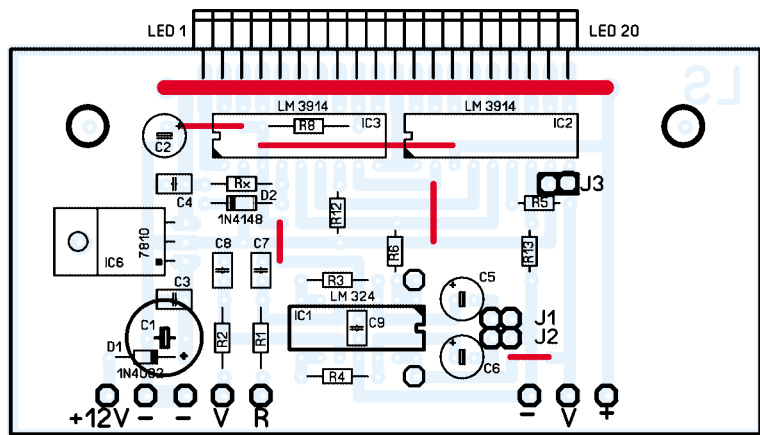 LED 1 LED 20
LS
LM 3914 LM 3914
IC3 IC2
R8
C2
Rx
C4 D2 J3
1N4148 R5
R12
7810
IC6 C8 C7 R6 R13
R3
C3 LM 324 C5
IC1
C1 R2 R1 C9 J1
J2
D1 C6
1N4002 R4
+12V - - V R - V +